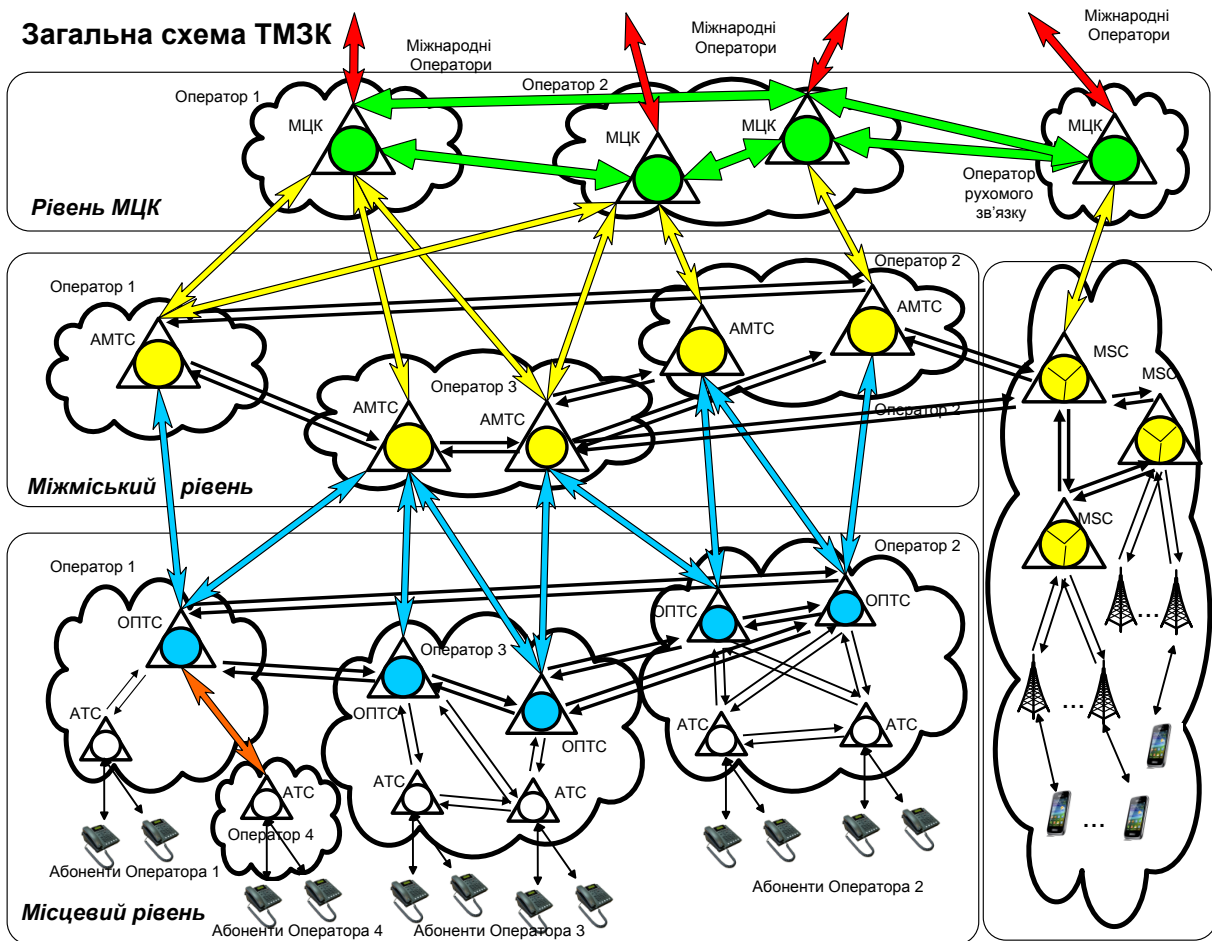 Загальна схема ТМЗК
Міжнародні
Оператори
Міжнародні
Оператори
Міжнародні
Оператори
Оператор 1
Оператор 2
МЦК
МЦК
МЦК
МЦК
Оператор
рухомого
зв'язку
Рівень МЦК
Оператор 1
Оператор 2
АМТС
АМТС
АМТС
Оператор 3
АМТС
АМТС
Оператор 2
Міжміський рівень
MSC
MSC
MSC
Оператор 1
Оператор 2
ОПТС
ОПТС
ОПТС
Оператор 3
ОПТС
ОПТС
АТС
АТС
АТС
АТС
АТС
АТС
Оператор 4
...
...
...
Абоненти Оператора 1
Абоненти Оператора 2
Абоненти Оператора 4
Абоненти Оператора 3
Місцевий рівень